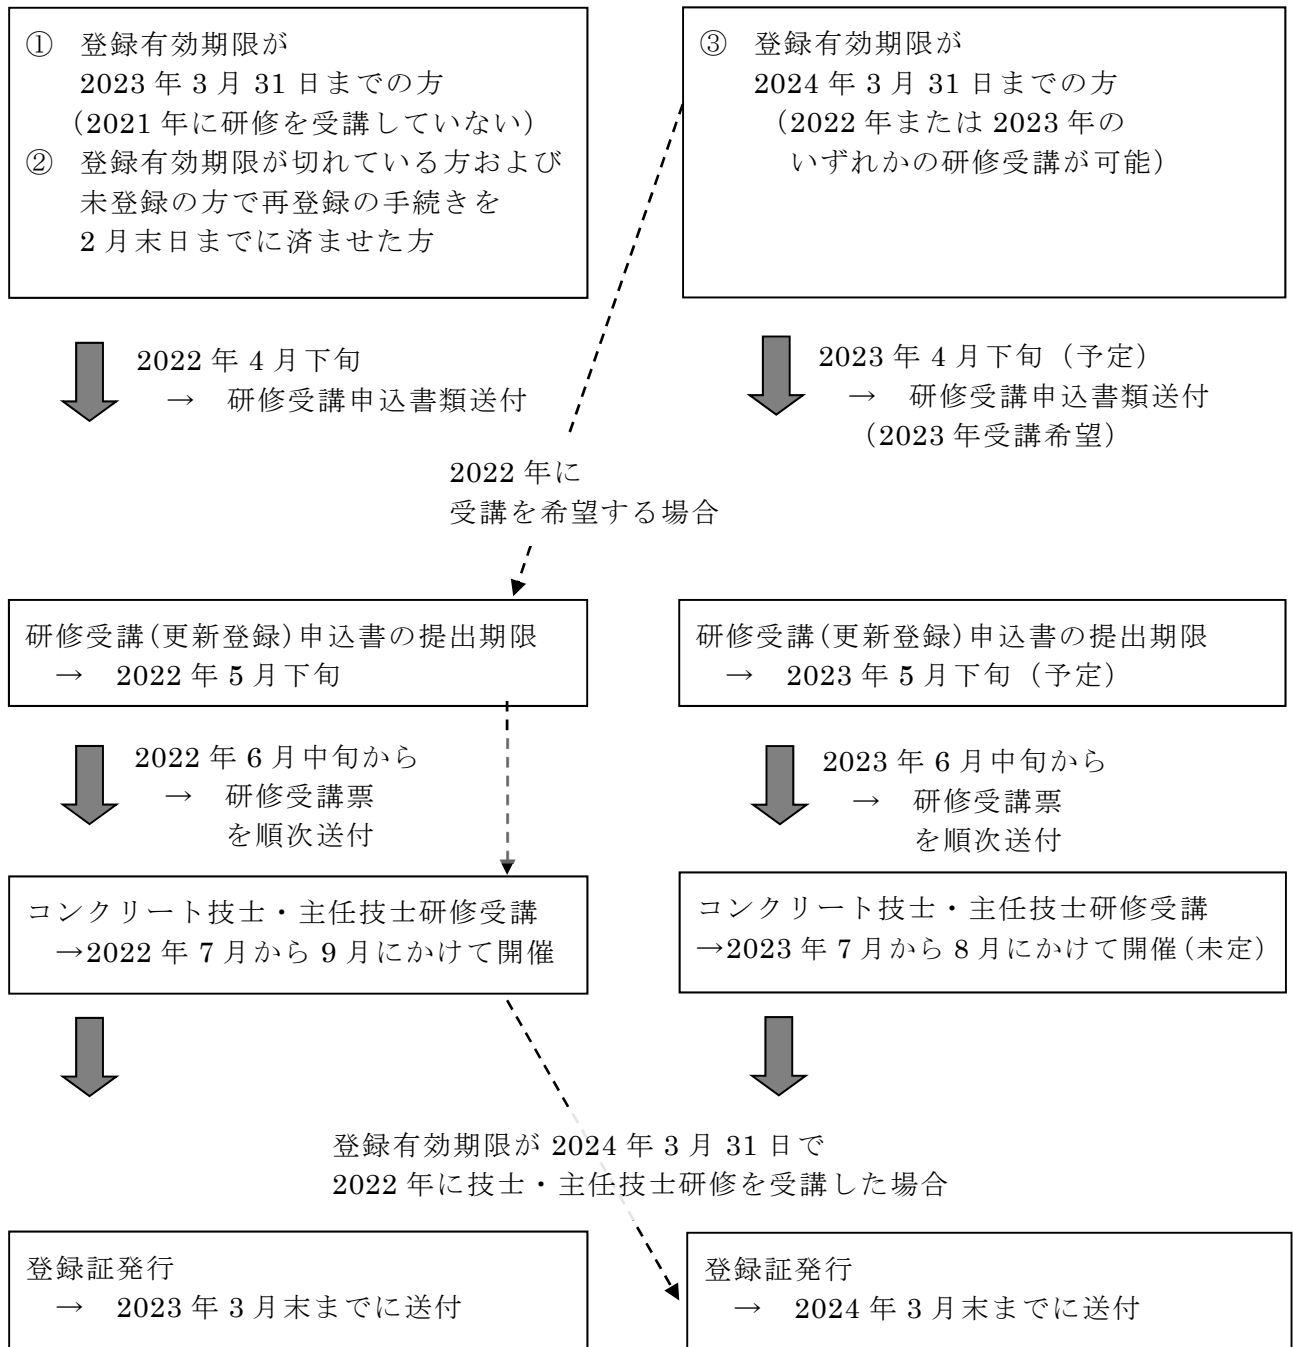 ① 登録有効期限が
2023 年 3 月 31 日までの方
（2021 年に研修を受講していない）
② 登録有効期限が切れている方および
未登録の方で再登録の手続きを
2 月末日までに済ませた方
③ 登録有効期限が
2024 年 3 月 31 日までの方
（2022 年または 2023 年の
いずれかの研修受講が可能）
2022 年 4 月下旬
→ 研修受講申込書類送付
2023 年 4 月下旬（予定）
→ 研修受講申込書類送付
（2023 年受講希望）
2022 年に
受講を希望する場合
研修受講(更新登録)申込書の提出期限
→ 2022 年 5 月下旬
研修受講(更新登録)申込書の提出期限
→ 2023 年 5 月下旬（予定）
2022 年 6 月中旬から
→ 研修受講票
を順次送付
2023 年 6 月中旬から
→ 研修受講票
を順次送付
コンクリート技士・主任技士研修受講
→2022 年 7 月から 9 月にかけて開催
コンクリート技士・主任技士研修受講
→2023 年 7 月から 8 月にかけて開催(未定)
登録有効期限が 2024 年 3 月 31 日で
2022 年に技士・主任技士研修を受講した場合
登録証発行
→ 2023 年 3 月末までに送付
登録証発行
→ 2024 年 3 月末までに送付